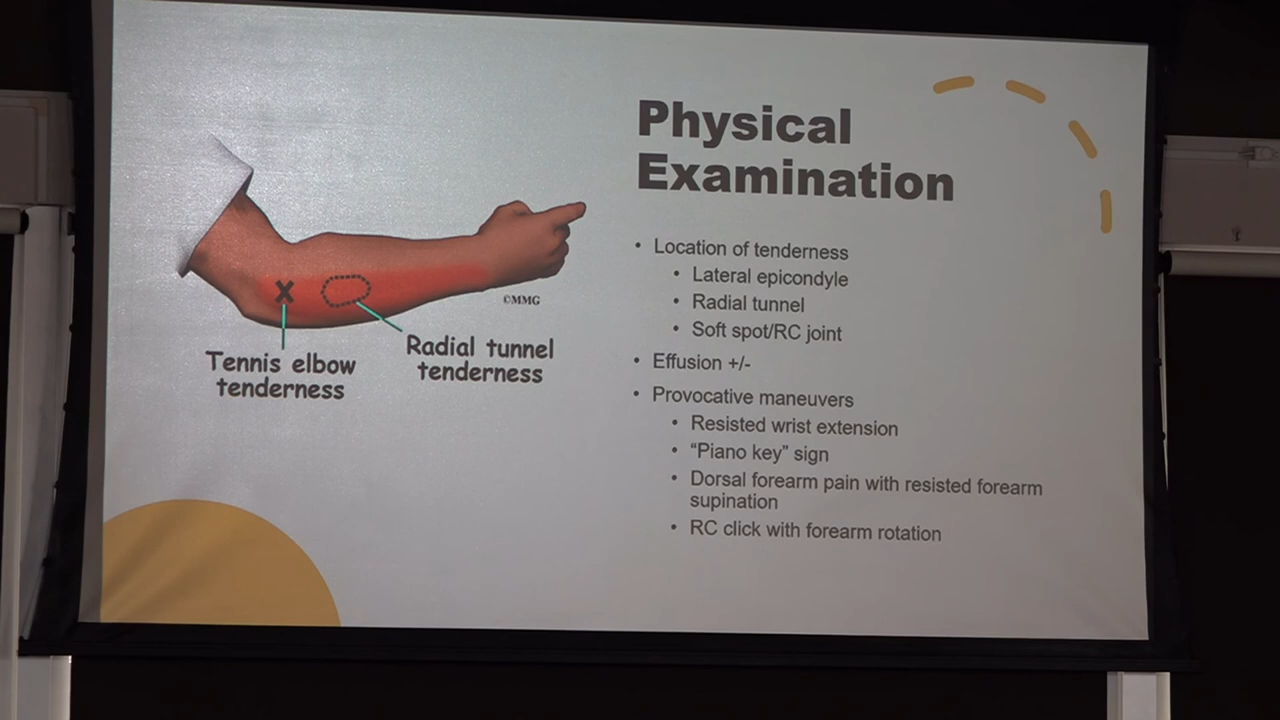 Physical
Examination
• Location of tenderness
• Lateral epicondyle
• Radial tunnel
• Soft spot/RC joint
• Effusion +/-
• Provocative maneuvers
• Resisted wrist extension
• “Piano key” sign
• Dorsal forearm pain with resisted forearm
supination
• RC click with forearm rotation
X
©MMG
Tennis elbow
tenderness
Radial tunnel
tenderness